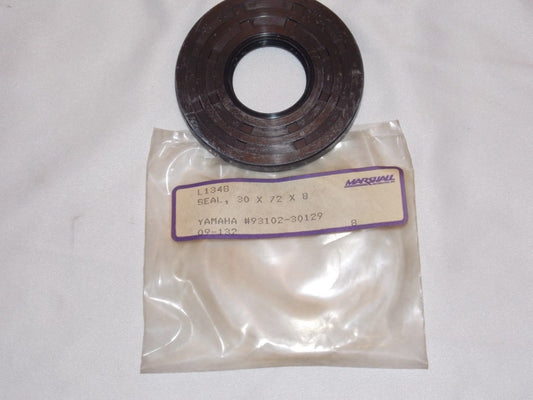 L1348
MARSHALL
SEAL, 30 X 72 X 8
YAMAHA #93102-30129
8
09-132